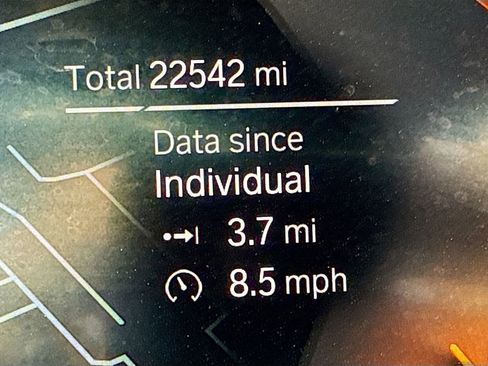 Total 22542 mi
Data since
Individual
3.7 mi
8.5 mph